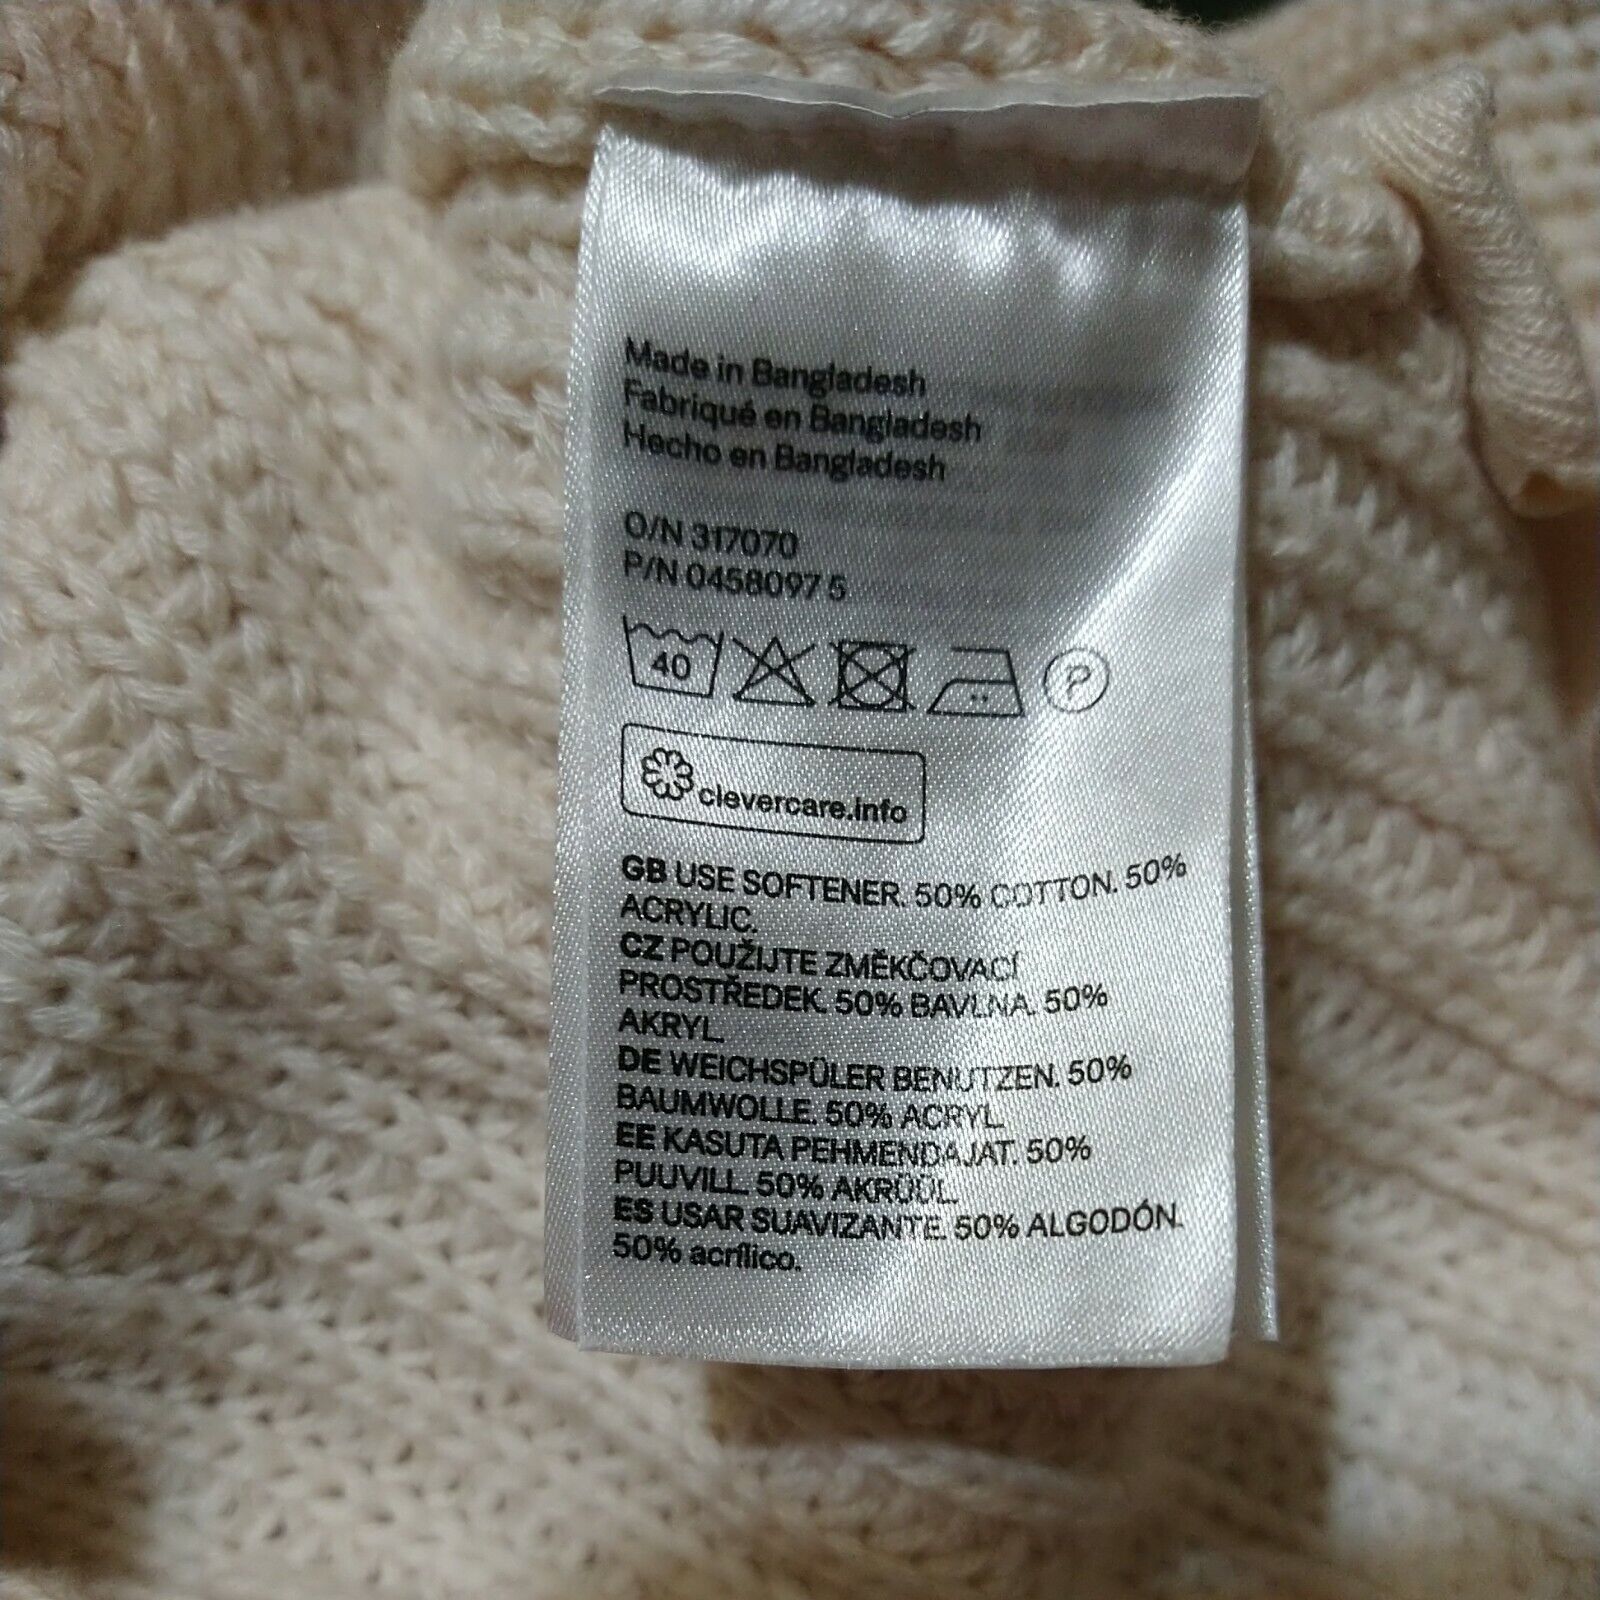 Made in Bangladesh
Fabriqué en Bangladesh
Hecho en Bangladesh
O/N 317070
P/N 0458097 5
40
P
clevercare.info
GB USE SOFTENER. 50% COTTON. 50%
ACRYLIC.
CZ POUŽIJTE ZMĚKČOVACÍ
PROSTŘEDEK. 50% BAVLNA. 50%
AKRYL.
DE WEICHSPÜLER BENUTZEN. 50%
BAUMWOLLE. 50% ACRYL.
EE KASUTA PEHMENDAJAT. 50%
PUUVILL. 50% AKRÜÜL.
ES USAR SUAVIZANTE. 50% ALGODÓN.
50% acrílico.